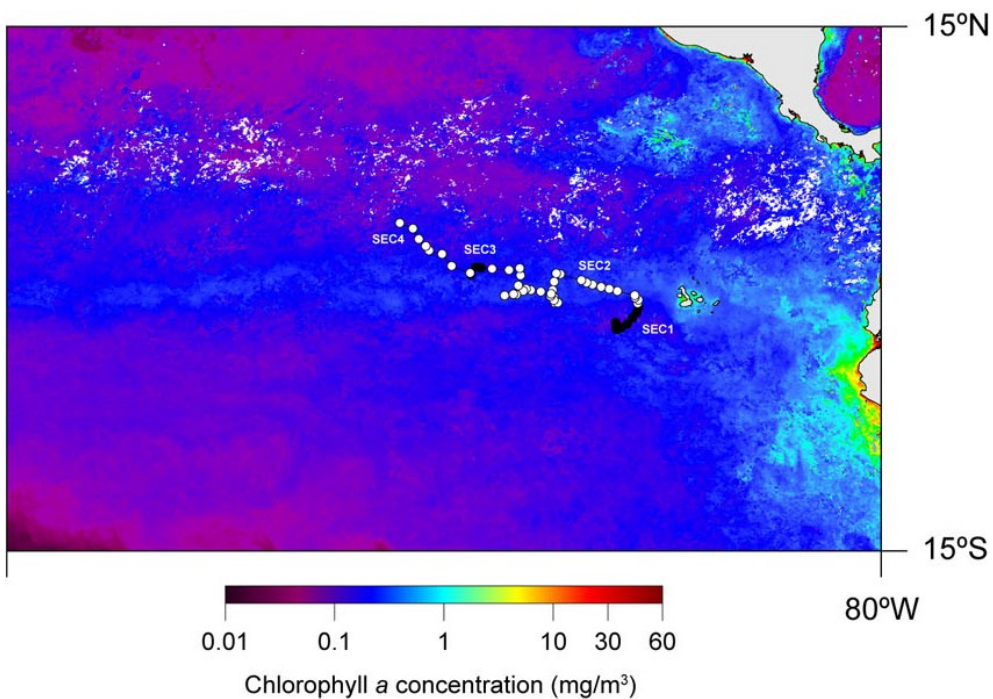 15ºN
SEC4
SEC3
SEC2
SEC1
15ºS
80ºW
0.01 0.1 1 10 30 60
Chlorophyll a concentration (mg/m³)